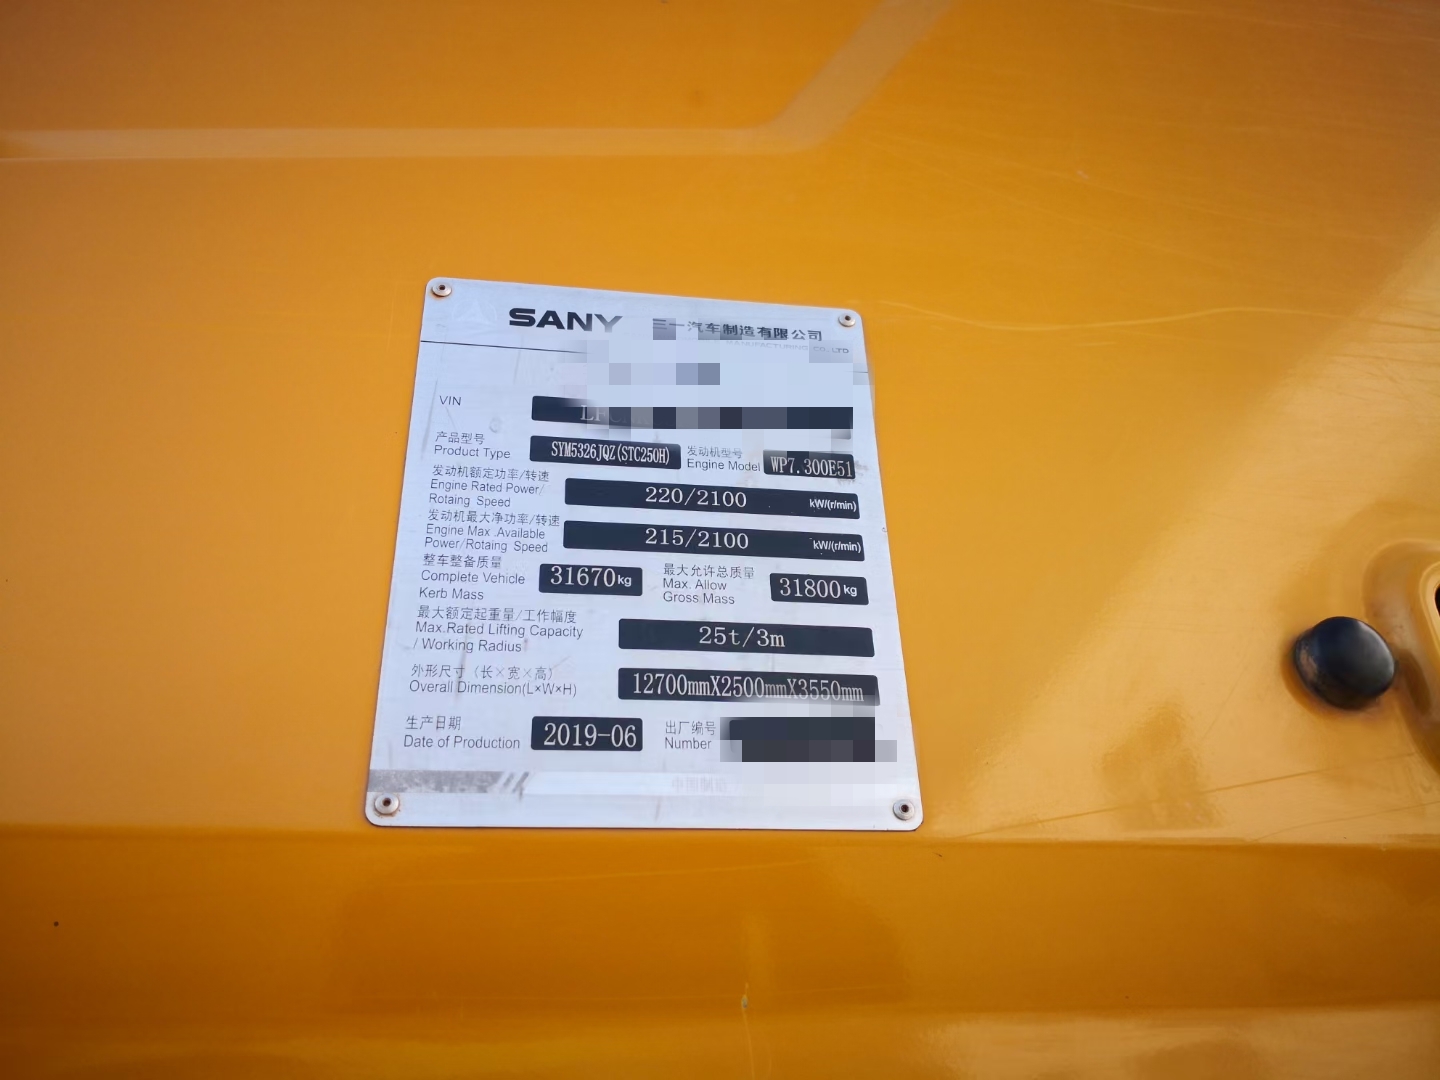 SANY 三一汽车制造有限公司
MANUFACTURING CO., LTD
VIN
产品型号
Product Type SYM5326JQZ(STC250H) 发动机型号
Engine Model WP7.300E51
发动机额定功率/转速
Engine Rated Power/
Rotaing Speed 220/2100 kW/(r/min)
发动机最大净功率/转速
Engine Max .Available
Power/Rotaing Speed 215/2100 kW/(r/min)
整车整备质量
Complete Vehicle
Kerb Mass 31670kg 最大允许总质量
Max. Allow
Gross Mass 31800kg
最大额定起重量/工作幅度
Max.Rated Lifting Capacity
/ Working Radius 25t/3m
外形尺寸（长×宽×高）
Overall Dimension(L×W×H) 12700mmX2500mmX3550mm
生产日期
Date of Production 2019-06 出厂编号
Number
中国制造